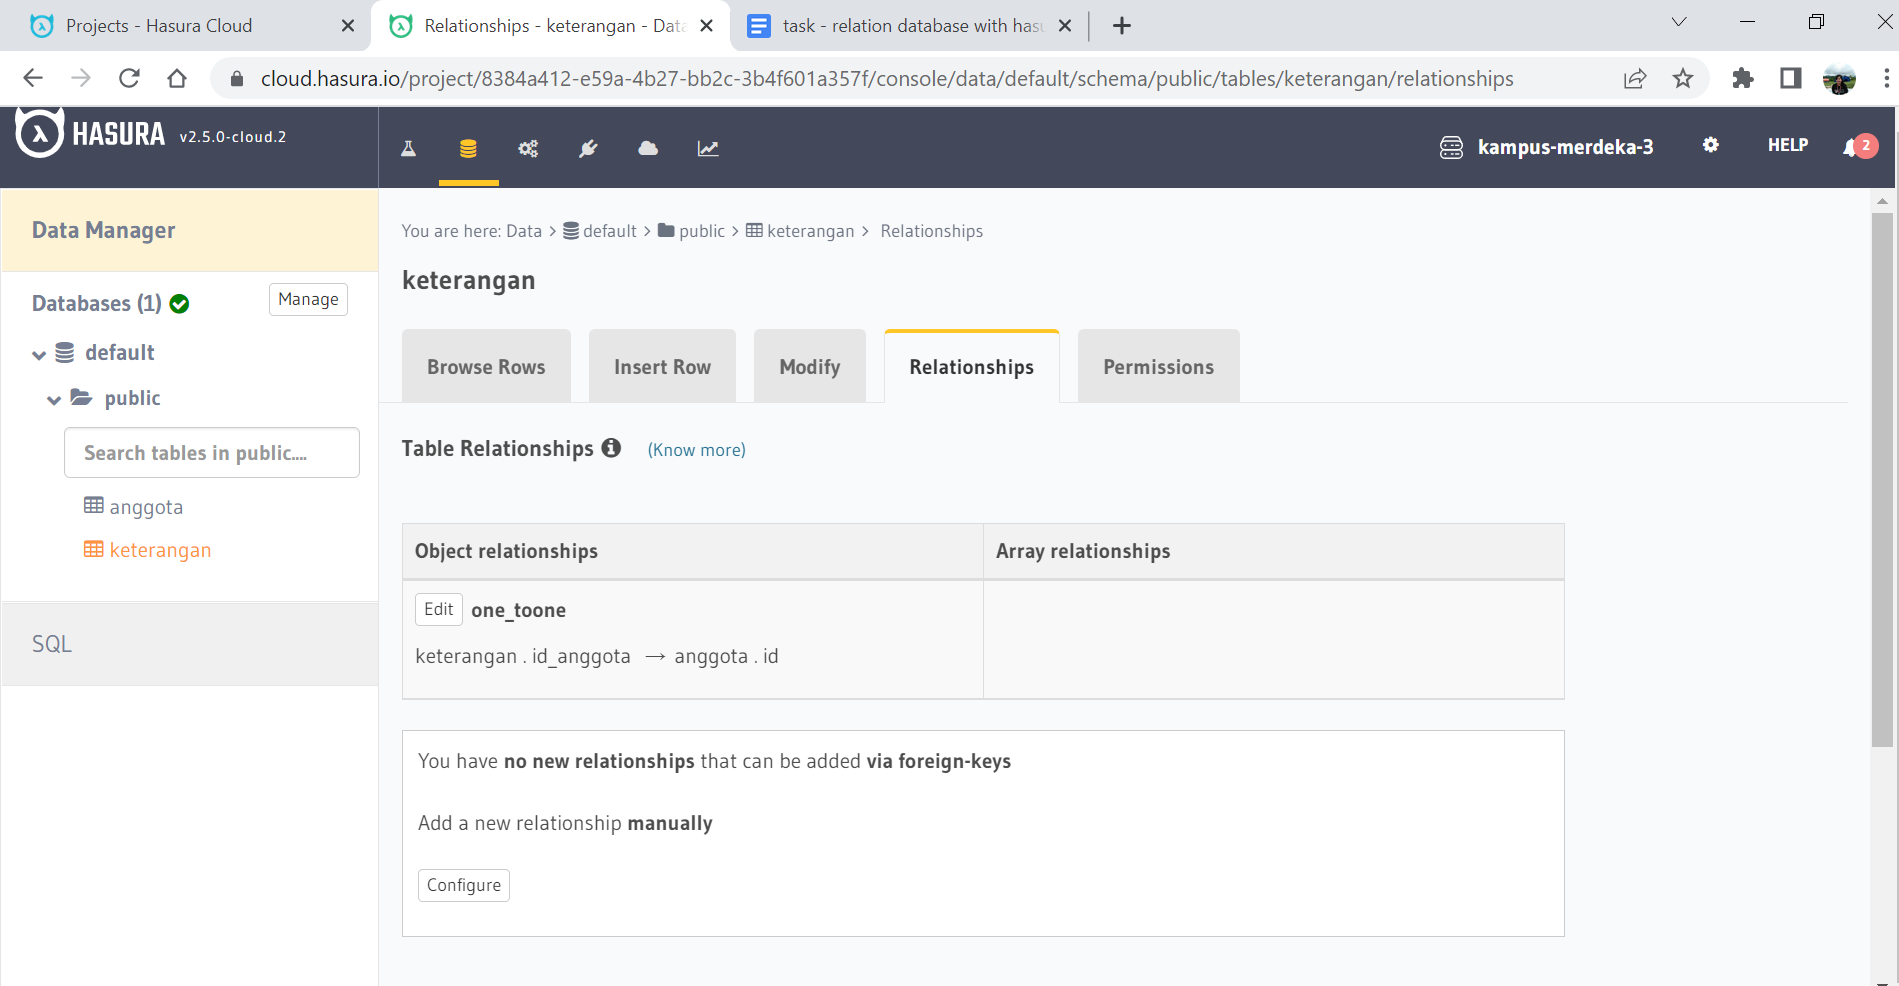 Projects - Hasura Cloud
Relationships - keterangan - Data
task - relation database with hasu
cloud.hasura.io/project/8384a412-e59a-4b27-bb2c-3b4f601a357f/console/data/default/schema/public/tables/keterangan/relationships
HASURA v2.5.0-cloud.2
kampus-merdeka-3
HELP
2
Data Manager
You are here: Data > default > public > keterangan > Relationships
keterangan
Databases (1)
Manage
default
public
Search tables in public....
anggota
keterangan
SQL
Browse Rows
Insert Row
Modify
Relationships
Permissions
Table Relationships (Know more)
Object relationships
Array relationships
Edit one_toone
keterangan . id_anggota → anggota . id
You have no new relationships that can be added via foreign-keys
Add a new relationship manually
Configure